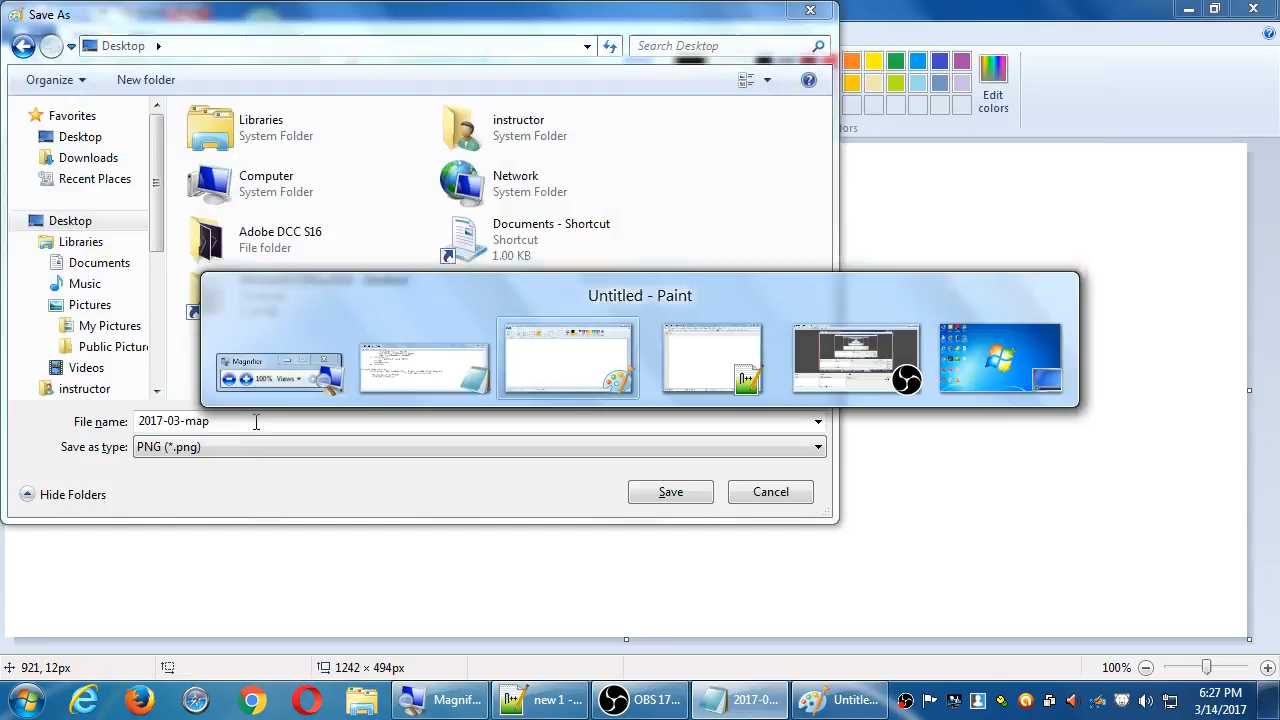 Save As
Desktop
Search Desktop
Organize
New folder
Edit
colors
Favorites
Desktop
Downloads
Recent Places
Desktop
Libraries
Documents
Music
Pictures
My Pictures
Public Pictur
Videos
instructor
Libraries
System Folder
instructor
System Folder
Computer
System Folder
Network
System Folder
Adobe DCC S16
File folder
Documents - Shortcut
Shortcut
1.00 KB
Untitled - Paint
Magnifier
100% Views
File name: 2017-03-map
Save as type: PNG (*.png)
Hide Folders
Save
Cancel
921, 12px
1242 × 494px
100%
Magnif...
new 1 -...
OBS 17...
2017-0...
Untitle...
6:27 PM
3/14/2017